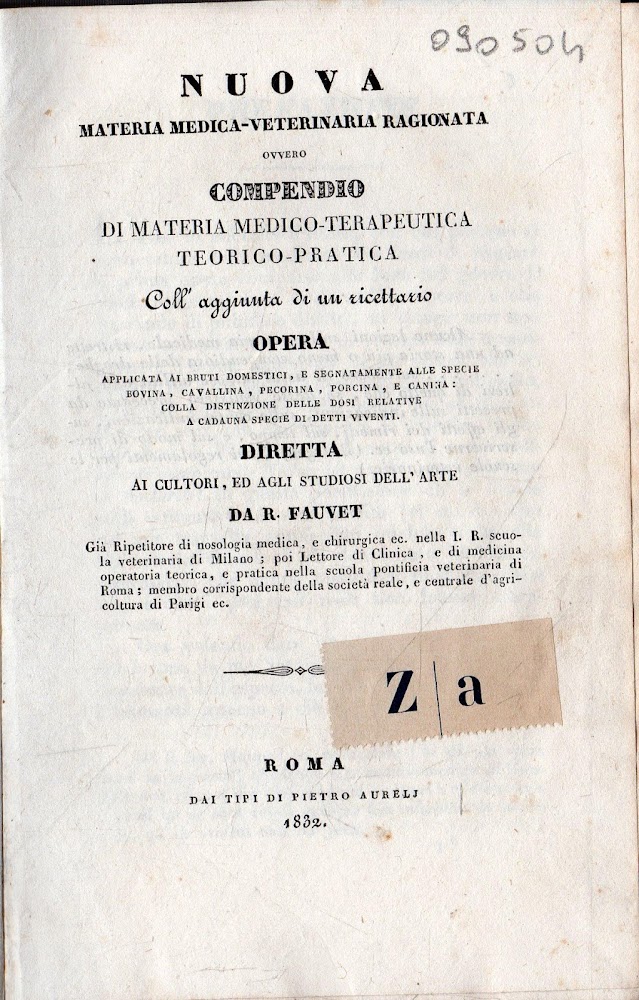 090504
NUOVA
MATERIA MEDICA-VETERINARIA RAGIONATA
OVVERO
COMPENDIO
DI MATERIA MEDICO-TERAPEUTICA
TEORICO-PRATICA
Coll' aggiunta di un ricettario
OPERA
APPLICATA AI BRUTI DOMESTICI, E SEGNATAMENTE ALLE SPECIE
BOVINA, CAVALLINA, PECORINA, PORCINA, E CANINA:
COLLA DISTINZIONE DELLE DOSI RELATIVE
A CADAUNA SPECIE DI DETTI VIVENTI.
DIRETTA
AI CULTORI, ED AGLI STUDIOSI DELL' ARTE
DA R. FAUVET
Già Ripetitore di nosologia medica, e chirurgica ec. nella I. R. scuo-
la veterinaria di Milano; poi Lettore di Clinica, e di medicina
operatoria teorica, e pratica nella scuola pontificia veterinaria di
Roma; membro corrispondente della società reale, e centrale d'agri-
coltura di Parigi ec.
Z a
ROMA
DAI TIPI DI PIETRO AURELJ
1832.